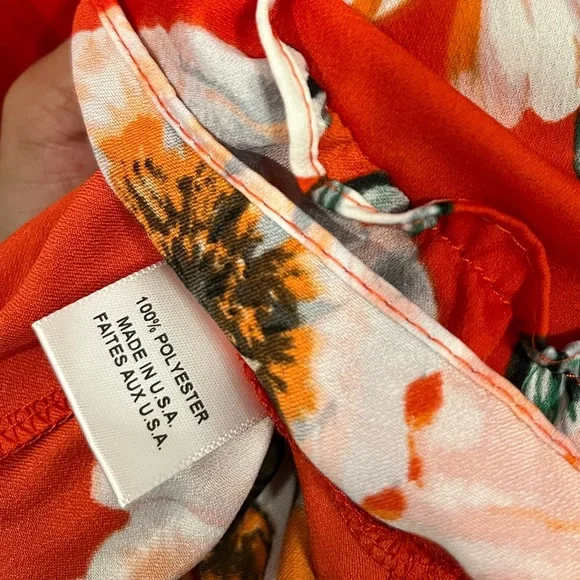 100% POLYESTER
MADE IN U.S.A.
FAITES AUX U.S.A.